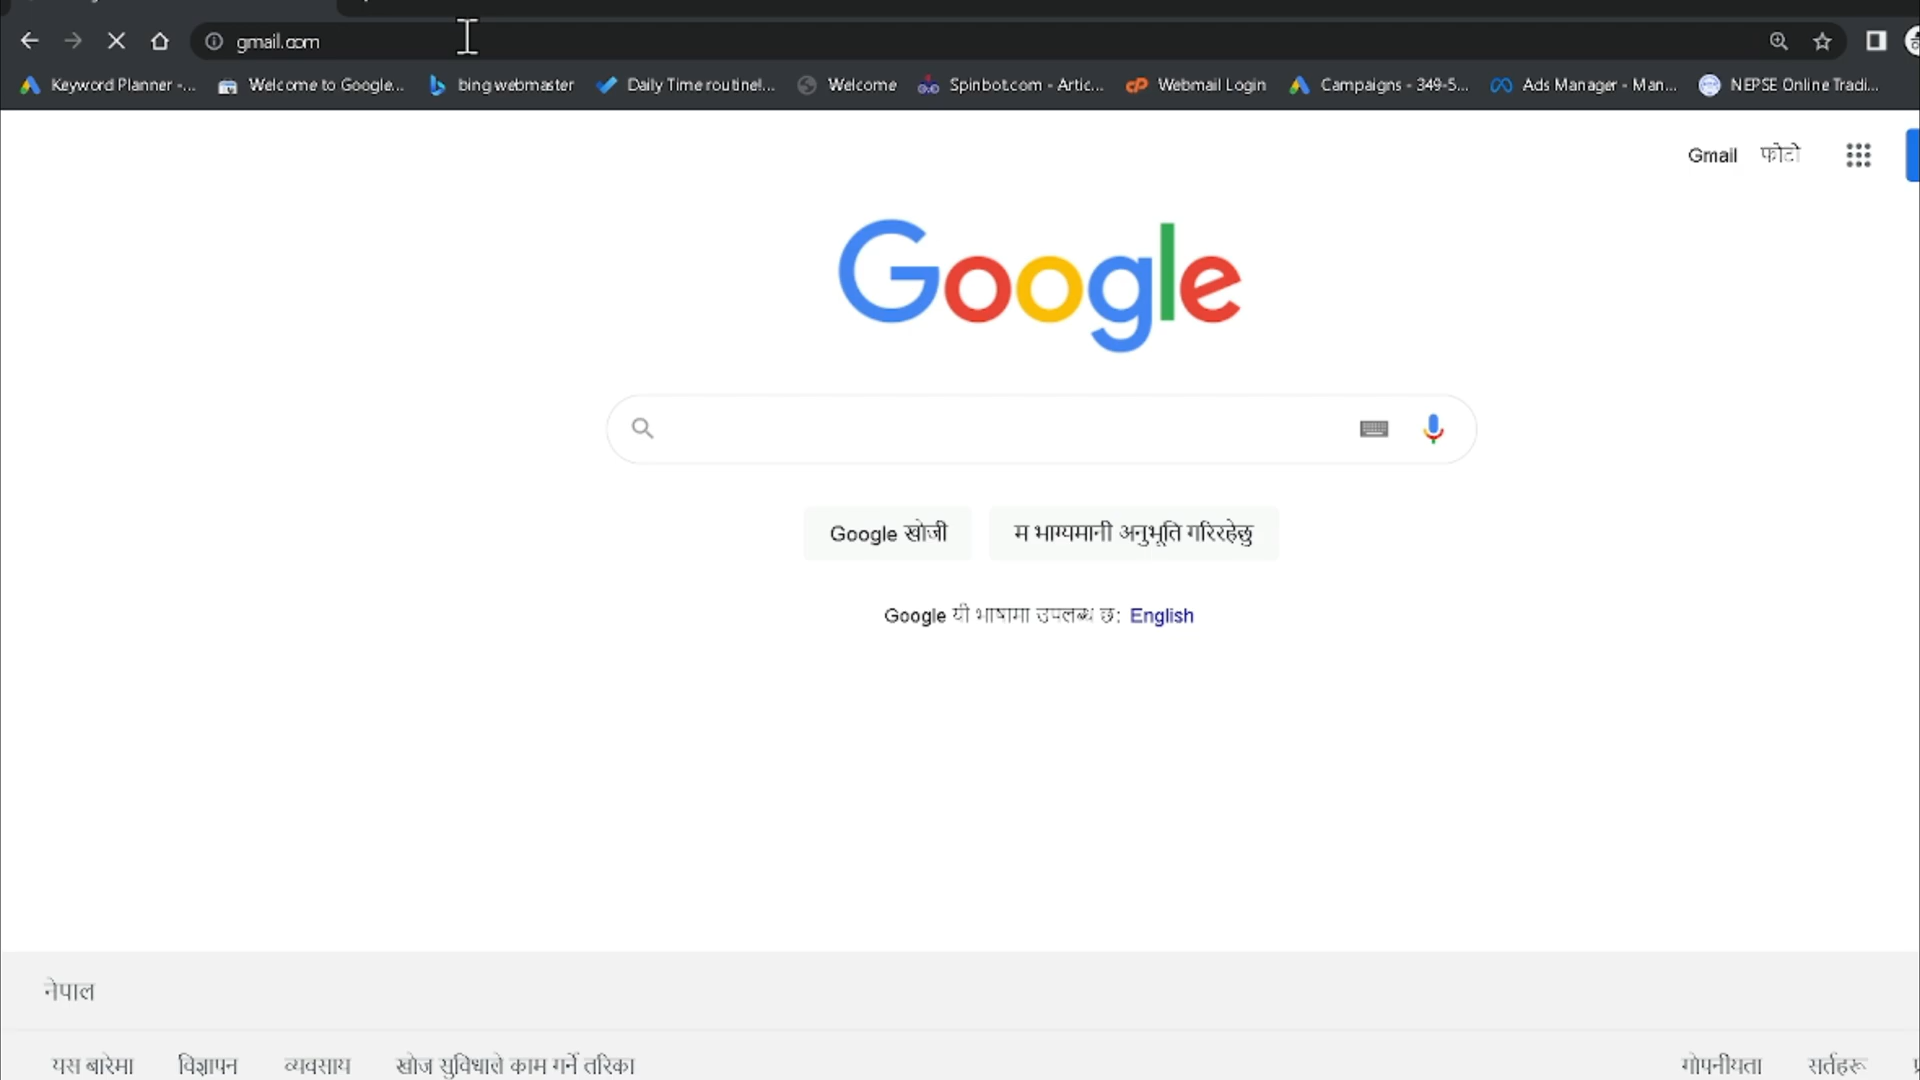 gmail.com
Keyword Planner -... Welcome to Google... bing webmaster Daily Time routine!... Welcome Spinbot.com - Artic... Webmail Login Campaigns - 349-5... Ads Manager - Man... NEPSE Online Tradi...
Gmail फोटो
Google
Google खोजी म भाग्यमानी अनुभूति गरिरहेछु
Google यी भाषामा उपलब्ध छ: English
नेपाल
यस बारेमा विज्ञापन व्यवसाय खोज सुविधाले काम गर्ने तरिका गोपनीयता सर्तहरू